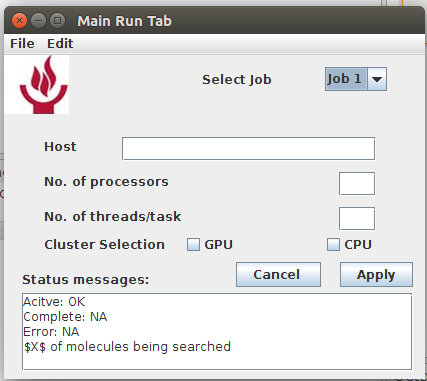 Main Run Tab
File Edit
Select Job Job 1
Host
No. of processors
No. of threads/task
Cluster Selection GPU CPU
Status messages: Cancel Apply
Acitve: OK
Complete: NA
Error: NA
$X$ of molecules being searched